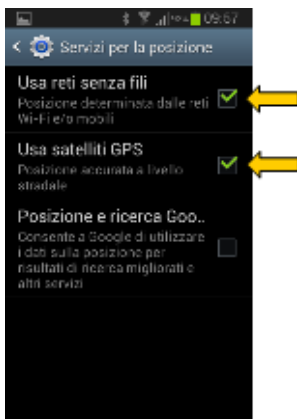 09:57
Servizi per la posizione
Usa reti senza fili
Posizione determinata dalle reti
Wi-Fi e/o mobili
Usa satelliti GPS
Posizione accurata a livello
stradale
Posizione e ricerca Goo..
Consente a Google di utilizzare
i dati sulla posizione per
risultati di ricerca migliorati e
altri servizi